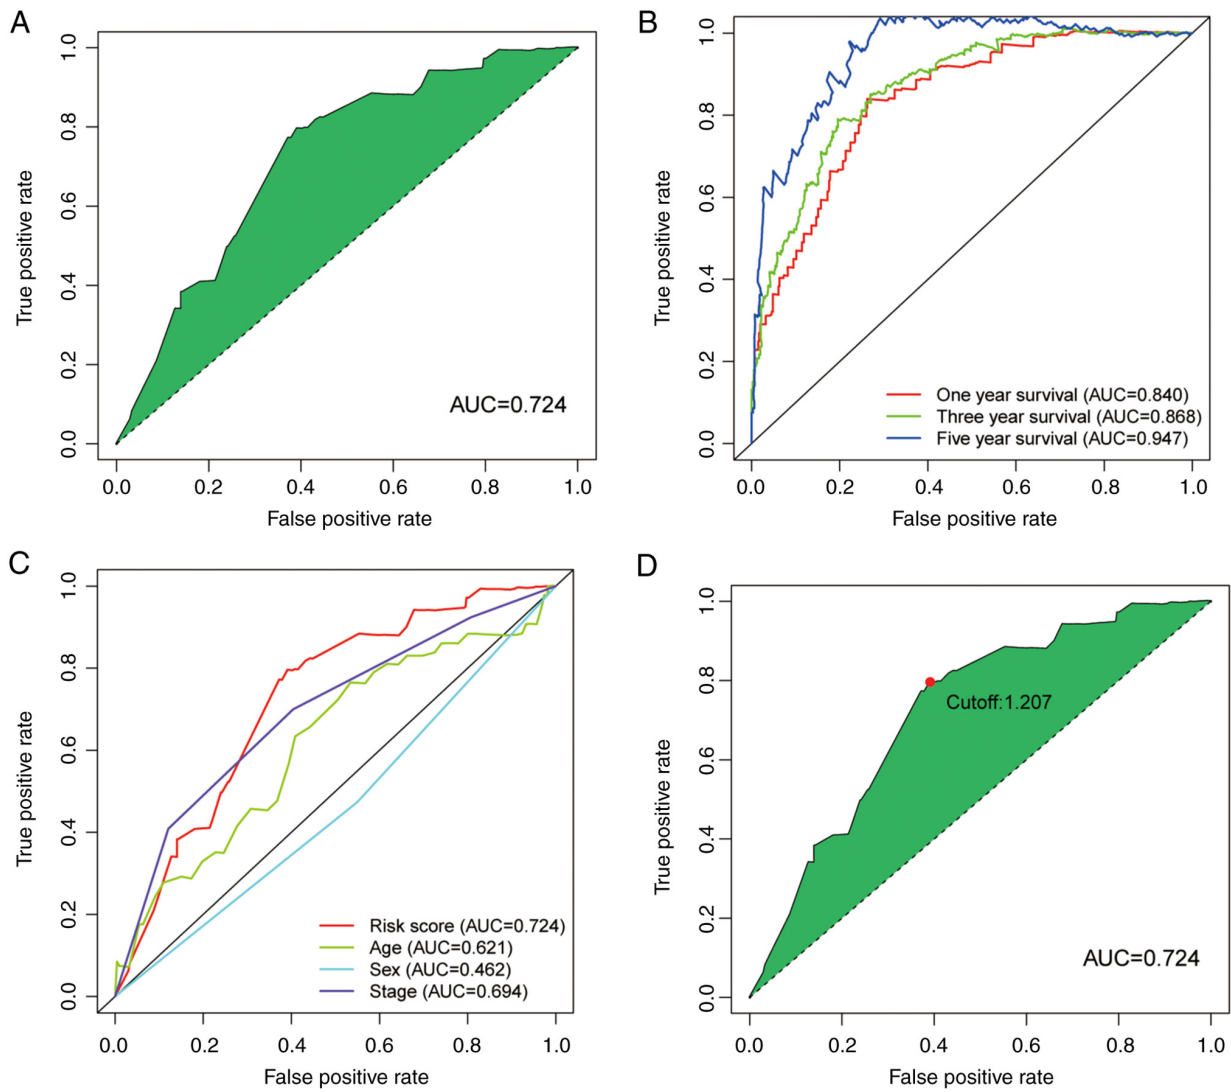 A
1.0
0.8
0.6
0.4
0.2
0.0
True positive rate
AUC=0.724
0.0 0.2 0.4 0.6 0.8 1.0
False positive rate
B
1.0
0.8
0.6
0.4
0.2
0.0
True positive rate
One year survival (AUC=0.840)
Three year survival (AUC=0.868)
Five year survival (AUC=0.947)
0.0 0.2 0.4 0.6 0.8 1.0
False positive rate
C
1.0
0.8
0.6
0.4
0.2
0.0
True positive rate
Risk score (AUC=0.724)
Age (AUC=0.621)
Sex (AUC=0.462)
Stage (AUC=0.694)
0.0 0.2 0.4 0.6 0.8 1.0
False positive rate
D
1.0
0.8
0.6
0.4
0.2
0.0
True positive rate
Cutoff:1.207
AUC=0.724
0.0 0.2 0.4 0.6 0.8 1.0
False positive rate